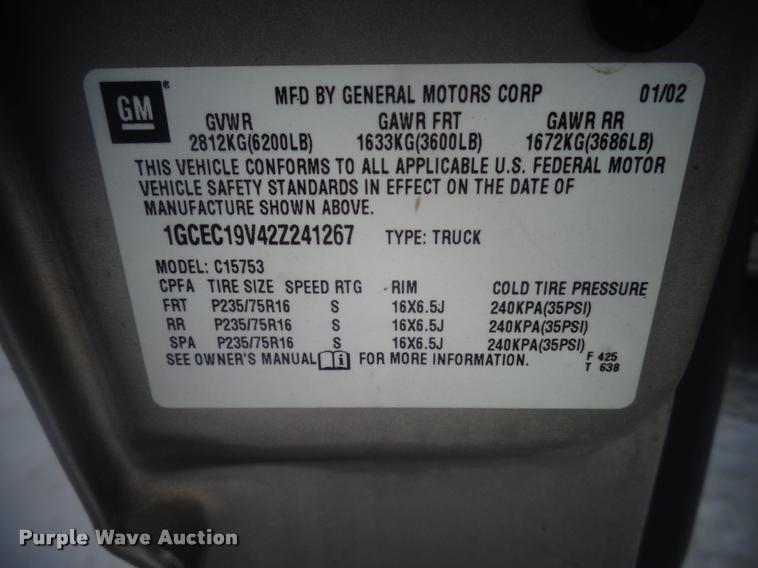 GM ®
MFD BY GENERAL MOTORS CORP 01/02
GVWR GAWR FRT GAWR RR
2812KG(6200LB) 1633KG(3600LB) 1672KG(3686LB)
THIS VEHICLE CONFORMS TO ALL APPLICABLE U.S. FEDERAL MOTOR
VEHICLE SAFETY STANDARDS IN EFFECT ON THE DATE OF
MANUFACTURE SHOWN ABOVE.
1GCEC19V42Z241267 TYPE: TRUCK
MODEL: C15753
CPFA TIRE SIZE SPEED RTG RIM COLD TIRE PRESSURE
FRT P235/75R16 S 16X6.5J 240KPA(35PSI)
RR P235/75R16 S 16X6.5J 240KPA(35PSI)
SPA P235/75R16 S 16X6.5J 240KPA(35PSI)
SEE OWNER'S MANUAL i FOR MORE INFORMATION.
F 425
T 638
Purple Wave Auction